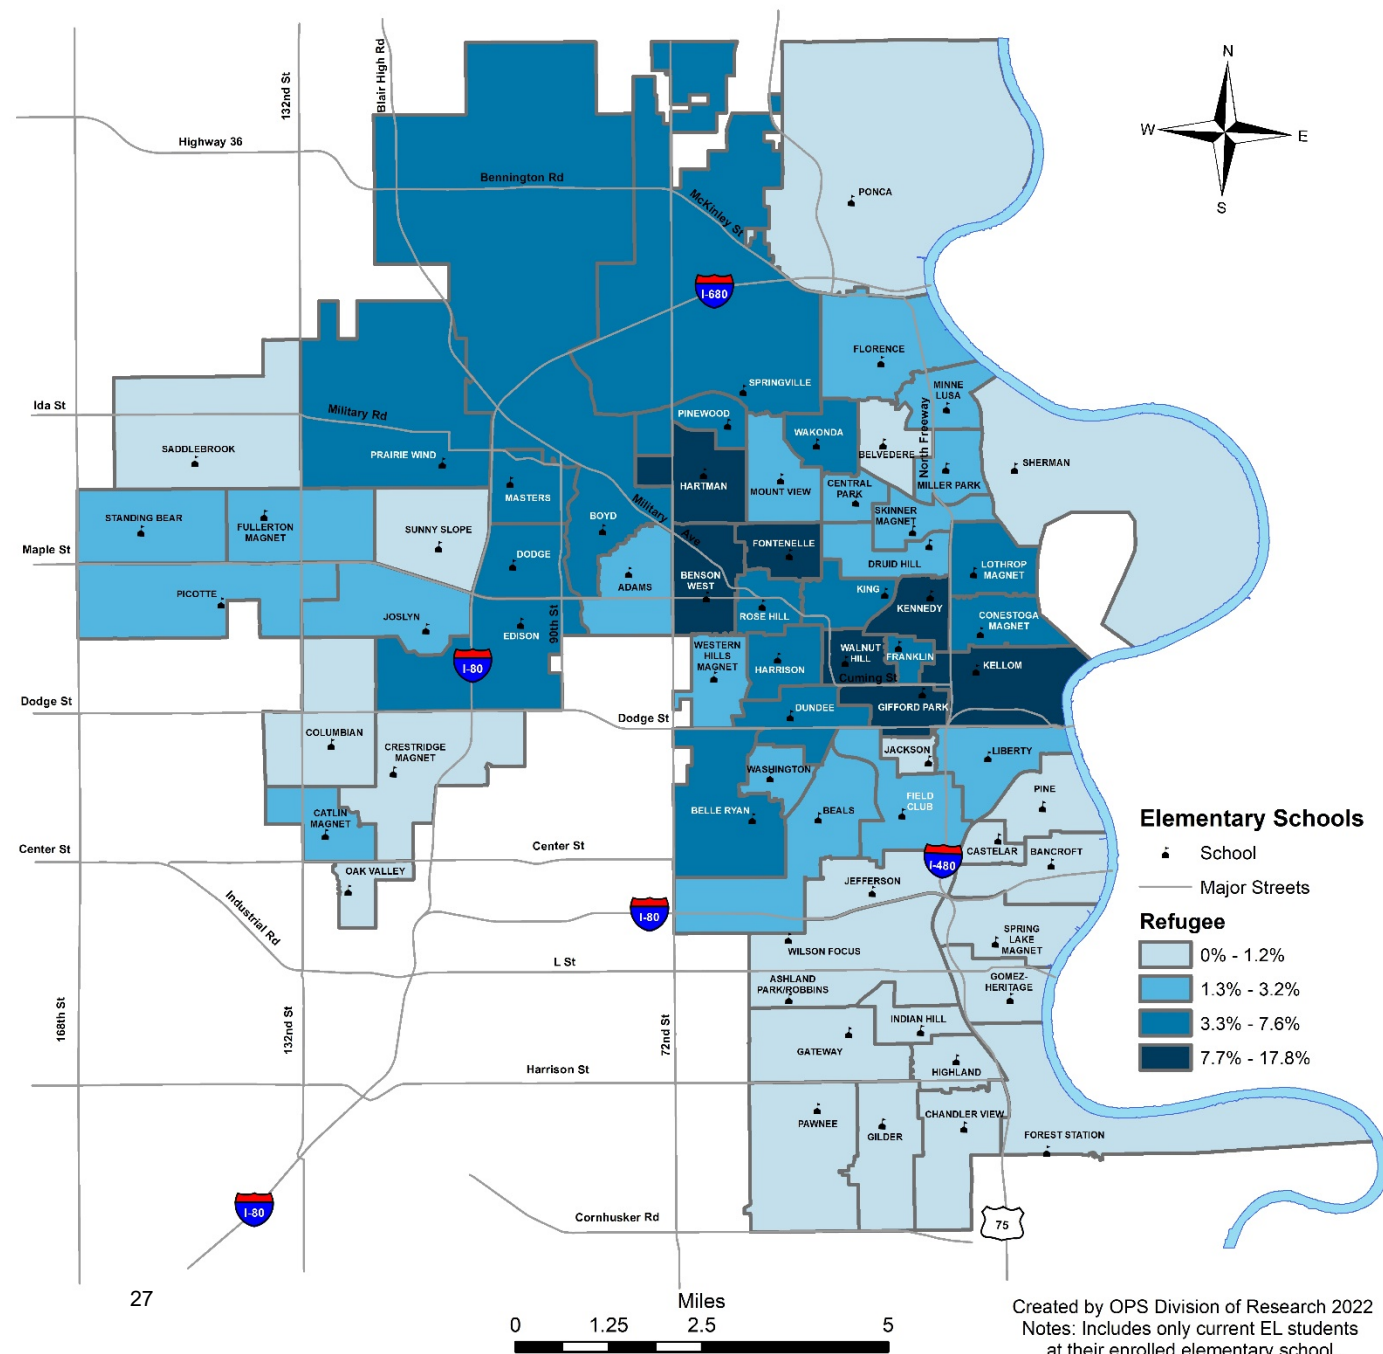 N
W
E
S
132nd St
Blair High Rd
Highway 36
Bennington Rd
McKinley St
PONCA
I-680
FLORENCE
MINNE
LUSA
SPRINGVILLE
Ida St
Military Rd
PINEWOOD
WAKONDA
BELVEDERE
North Freeway
SHERMAN
SADDLEBROOK
PRAIRIE WIND
MASTERS
HARTMAN
MOUNT VIEW
CENTRAL
PARK
MILLER PARK
STANDING BEAR
FULLERTON
MAGNET
SUNNY SLOPE
BOYD
Military
Ave
SKINNER
MAGNET
Maple St
DODGE
FONTENELLE
DRUID HILL
LOTHROP
MAGNET
PICOTTE
JOSLYN
ADAMS
BENSON
WEST
KING
KENNEDY
ROSE HILL
CONESTOGA
MAGNET
EDISON
90th St
WESTERN
HILLS
MAGNET
HARRISON
WALNUT
HILL
FRANKLIN
KELLOM
Cuming St
I-80
Dodge St
Dodge St
DUNDEE
GIFFORD PARK
COLUMBIAN
CRESTRIDGE
MAGNET
JACKSON
LIBERTY
WASHINGTON
PINE
CATLIN
MAGNET
BELLE RYAN
BEALS
FIELD
CLUB
Center St
Center St
CASTELAR
BANCROFT
I-480
OAK VALLEY
JEFFERSON
Industrial Rd
I-80
WILSON FOCUS
SPRING
LAKE
MAGNET
L St
ASHLAND
PARK/ROBBINS
GOMEZ-
HERITAGE
168th St
132nd St
72nd St
INDIAN HILL
GATEWAY
HIGHLAND
Harrison St
PAWNEE
GILDER
CHANDLER VIEW
FOREST STATION
I-80
Cornhusker Rd
75
Elementary Schools
School
Major Streets
Refugee
0% - 1.2%
1.3% - 3.2%
3.3% - 7.6%
7.7% - 17.8%
27
Miles
0 1.25 2.5 5
Created by OPS Division of Research 2022
Notes: Includes only current EL students
at their enrolled elementary school